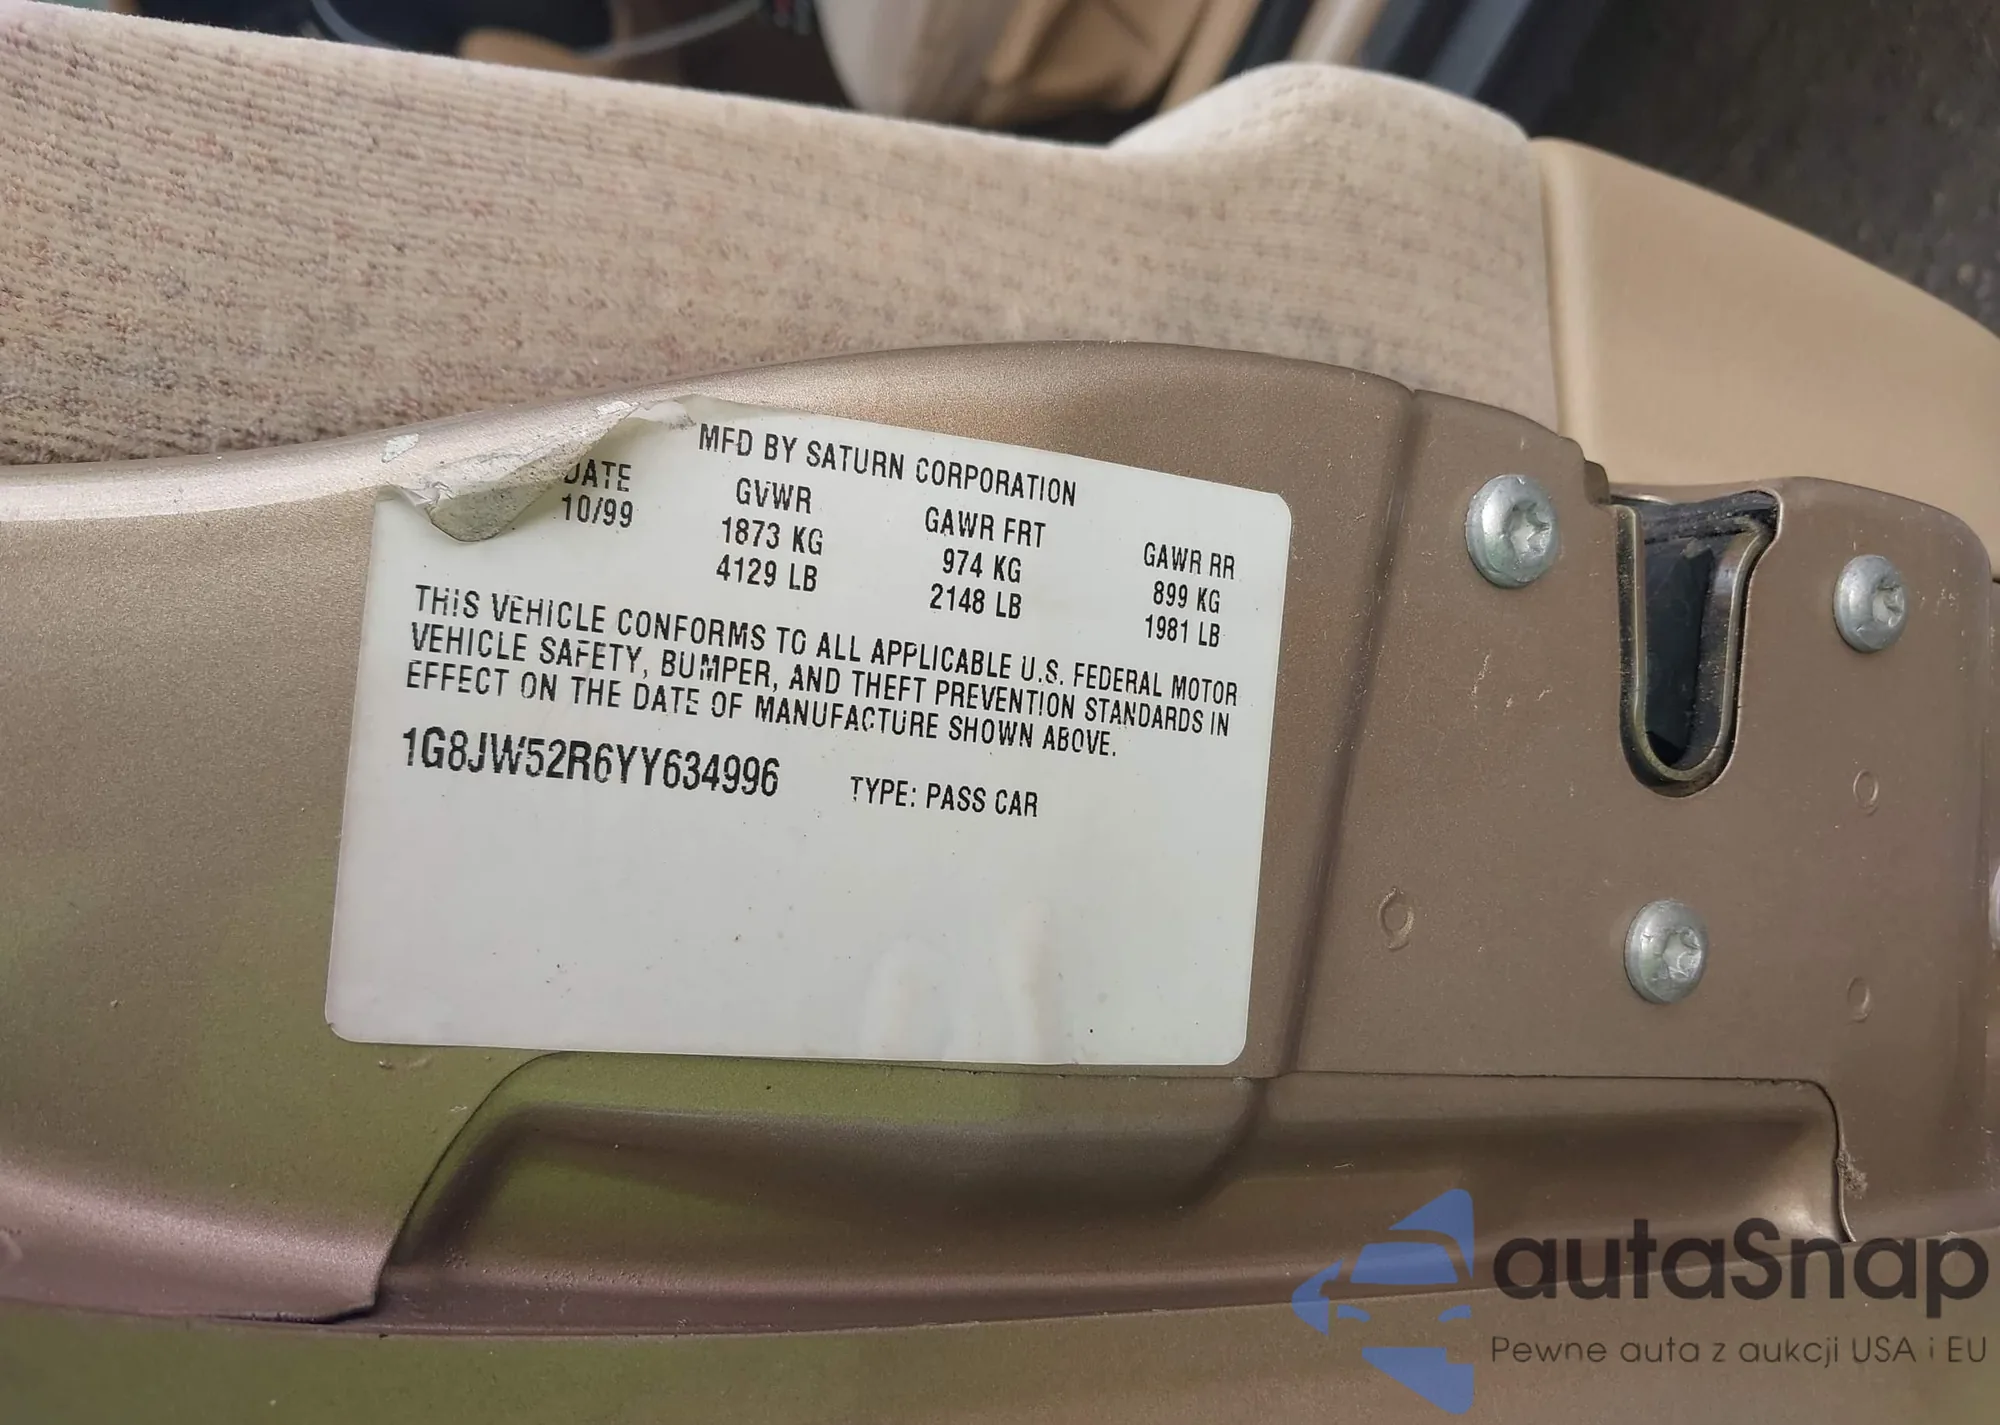 MFD BY SATURN CORPORATION
DATE GVWR GAWR FRT GAWR RR
10/99 1873 KG 974 KG 899 KG
4129 LB 2148 LB 1981 LB
THIS VEHICLE CONFORMS TO ALL APPLICABLE U.S. FEDERAL MOTOR
VEHICLE SAFETY, BUMPER, AND THEFT PREVENTION STANDARDS IN
EFFECT ON THE DATE OF MANUFACTURE SHOWN ABOVE.
1G8JW52R6YY634996 TYPE: PASS CAR
autaSnap
Pewne auta z aukcji USA i EU